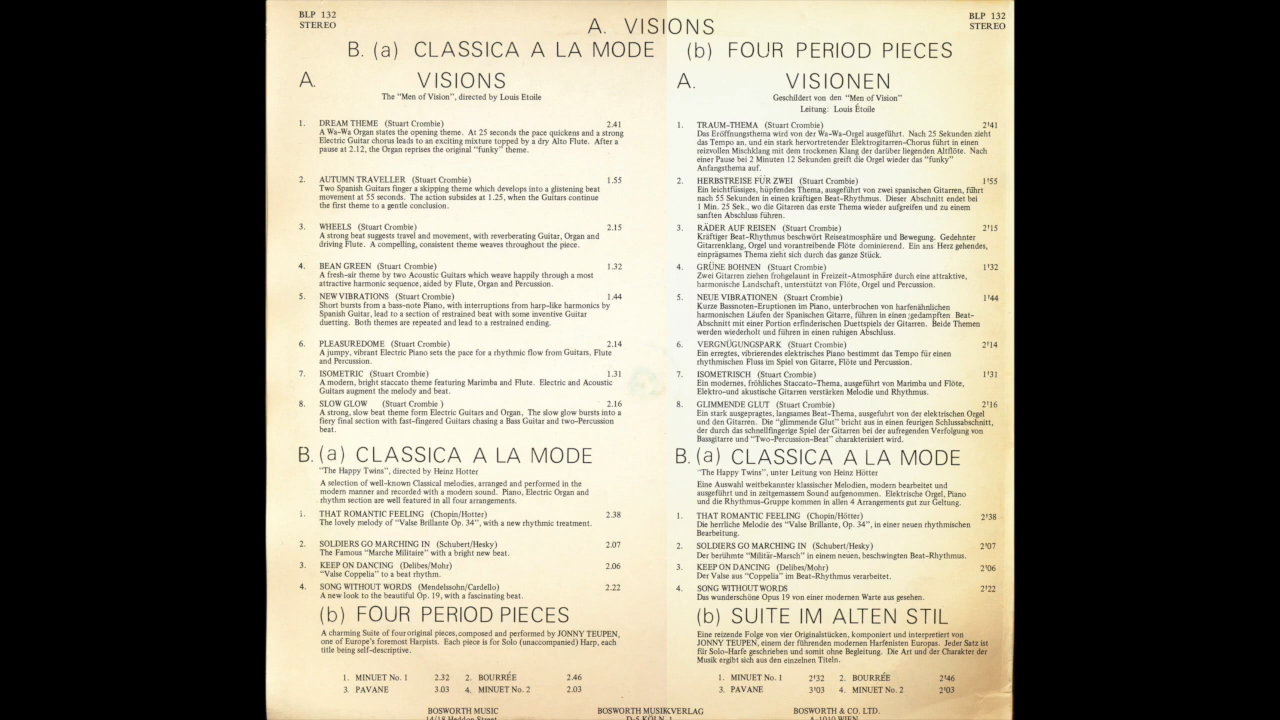 BLP 132
STEREO
BLP 132
STEREO
A. VISIONS
B. (a) CLASSICA A LA MODE (b) FOUR PERIOD PIECES
A. VISIONS
The "Men of Vision", directed by Louis Etoile
1. DREAM THEME (Stuart Crombie) 2.41
A Wa-Wa Organ states the opening theme. At 25 seconds the pace quickens and a strong
Electric Guitar chorus leads to an exciting mixture topped by a dry Alto Flute. After a
pause at 2.12, the Organ reprises the original "funky" theme.
2. AUTUMN TRAVELLER (Stuart Crombie) 1.55
Two Spanish Guitars finger a skipping theme which develops into a glistening beat
movement at 55 seconds. The action subsides at 1.25, when the Guitars continue
the first theme to a gentle conclusion.
3. WHEELS (Stuart Crombie) 2.15
A strong beat suggests travel and movement, with reverberating Guitar, Organ and
driving Flute. A compelling, consistent theme weaves throughout the piece.
4. BEAN GREEN (Stuart Crombie) 1.32
A fresh-air theme by two Acoustic Guitars which weave happily through a most
attractive harmonic sequence, aided by Flute, Organ and Percussion.
5. NEW VIBRATIONS (Stuart Crombie) 1.44
Short bursts from a bass-note Piano, with interruptions from harp-like harmonics by
Spanish Guitar, lead to a section of restrained beat with some inventive Guitar
duetting. Both themes are repeated and lead to a restrained ending.
6. PLEASUREDOME (Stuart Crombie) 2.14
A jumpy, vibrant Electric Piano sets the pace for a rhythmic flow from Guitars, Flute
and Percussion.
7. ISOMETRIC (Stuart Crombie) 1.31
A modern, bright staccato theme featuring Marimba and Flute. Electric and Acoustic
Guitars augment the melody and beat.
8. SLOW GLOW (Stuart Crombie ) 2.16
A strong, slow beat theme form Electric Guitars and Organ, The slow glow bursts into a
fiery final section with fast-fingered Guitars chasing a Bass Guitar and two-Percussion
beat.
B. (a) CLASSICA A LA MODE
"The Happy Twins", directed by Heinz Hotter
A selection of well-known Classical melodies, arranged and performed in the
modern manner and recorded with a modern sound. Piano, Electric Organ and
rhythm section are well featured in all four arrangements.
1. THAT ROMANTIC FEELING (Chopin/Hotter) 2.38
The lovely melody of "Valse Brillante Op. 34", with a new rhythmic treatment.
2. SOLDIERS GO MARCHING IN (Schubert/Hesky) 2.07
The Famous "Marche Militaire" with a bright new beat.
3. KEEP ON DANCING (Delibes/Mohr) 2.06
"Valse Coppelia" to a beat rhythm.
4. SONG WITHOUT WORDS (Mendelssohn/Cardello) 2.22
A new look to the beautiful Op. 19, with a fascinating beat.
(b) FOUR PERIOD PIECES
A charming Suite of four original pieces, composed and performed by JONNY TEUPEN,
one of Europe's foremost Harpists. Each piece is for Solo (unaccompanied) Harp, each
title being self-descriptive.
1. MINUET No. 1 2.32 2. BOURRÉE 2.46
3. PAVANE 3.03 4. MINUET No. 2 2.03
A. VISIONEN
Geschildert von den "Men of Vision"
Leitung: Louis Étoile
1. TRAUM-THEMA (Stuart Crombie) 2'41
Das Eröffnungsthema wird von der Wa-Wa-Orgel ausgeführt. Nach 25 Sekunden zieht
das Tempo an, und ein stark hervortretender Elektrogitarren-Chorus führt in einen
reizvollen Mischklang mit dem trockenen Klang der darüber liegenden Altflöte. Nach
einer Pause bei 2 Minuten 12 Sekunden greift die Orgel wieder das "funky"
Anfangsthema auf.
2. HERBSTREISE FÜR ZWEI (Stuart Crombie) 1'55
Ein leichtfüssiges, hüpfendes Thema, ausgeführt von zwei spanischen Gitarren, führt
nach 55 Sekunden in einen kräftigen Beat-Rhythmus. Dieser Abschnitt endet bei
1 Min. 25 Sek., wo die Gitarren das erste Thema wieder aufgreifen und zu einem
sanften Abschluss führen.
3. RÄDER AUF REISEN (Stuart Crombie) 2'15
Kräftiger Beat-Rhythmus beschwört Reiseatmosphäre und Bewegung. Gedehnter
Gitarrenklang, Orgel und vorantreibende Flöte dominierend. Ein ans Herz gehendes,
einprägsames Thema zieht sich durch das ganze Stück.
4. GRÜNE BOHNEN (Stuart Crombie) 1'32
Zwei Gitarren ziehen frohgelaunt in Freizeit-Atmosphäre durch eine attraktive,
harmonische Landschaft, unterstützt von Flöte, Orgel und Percussion.
5. NEUE VIBRATIONEN (Stuart Crombie) 1'44
Kurze Bassnoten-Eruptionen im Piano, unterbrochen von harfenähnlichen
harmonischen Läufen der Spanischen Gitarre, führen in einen gedämpften Beat-
Abschnitt mit einer Portion erfinderischen Duettspiels der Gitarren. Beide Themen
werden wiederholt und führen in einen ruhigen Abschluss.
6. VERGNÜGUNGSPARK (Stuart Crombie) 2'14
Ein erregtes, vibrierendes elektrisches Piano bestimmt das Tempo für einen
rhythmischen Fluss im Spiel von Gitarre, Flöte und Percussion.
7. ISOMETRISCH (Stuart Crombie) 1'31
Ein modernes, fröhliches Staccato-Thema, ausgeführt von Marimba und Flöte,
Elektro-und akustische Gitarren verstärken Melodie und Rhythmus.
8. GLIMMENDE GLUT (Stuart Crombie) 2'16
Ein stark ausgepragtes, langsames Beat-Thema, ausgefuhrt von der elektrischen Orgel
und den Gitarren. Die "glimmende Glut" bricht aus in einen feurigen Schlussabschnitt,
der durch das schnellfingerige Spiel der Gitarren bei der aufregenden Verfolgung von
Bassgitarre und "Two-Percussion-Beat" charakterisiert wird.
B. (a) CLASSICA A LA MODE
"The Happy Twins", unter Leitung von Heinz Hötter
Eine Auswahl weitbekannter klassischer Melodien, modern bearbeitet und
ausgeführt und in zeitgemassem Sound aufgenommen. Elektrische Orgel, Piano
und die Rhythmus-Gruppe kommen in allen 4 Arrangements gut zur Geltung.
1. THAT ROMANTIC FEELING (Chopin/Hötter) 2'38
Die herrliche Melodie des "Valse Brillante, Op. 34", in einer neuen rhythmischen
Bearbeitung.
2. SOLDIERS GO MARCHING IN (Schubert/Hesky) 2'07
Der berühmte "Militär-Marsch" in einem neuen, beschwingten Beat-Rhythmus.
3. KEEP ON DANCING (Delibes/Mohr) 2'06
Der Valse aus "Coppelia" im Beat-Rhythmus verarbeitet.
4. SONG WITHOUT WORDS 2'22
Das wunderschöne Opus 19 von einer modernen Warte aus gesehen.
(b) SUITE IM ALTEN STIL
Eine reizende Folge von vier Originalstücken, komponiert und interpretiert von
JONNY TEUPEN, einem der führenden modernen Harfenisten Europas. Jeder Satz ist
für Solo-Harfe geschrieben und somit ohne Begleitung. Die Art und der Charakter der
Musik ergibt sich aus den einzelnen Titeln.
1. MINUET No. 1 2'32 2. BOURRÉE 2'46
3. PAVANE 3'03 4. MINUET No. 2 2'03
BOSWORTH MUSIC BOSWORTH MUSIKVERLAG BOSWORTH & CO. LTD.
14/18 Heddon Street D-5 KÖLN 1 A-1010 WIEN